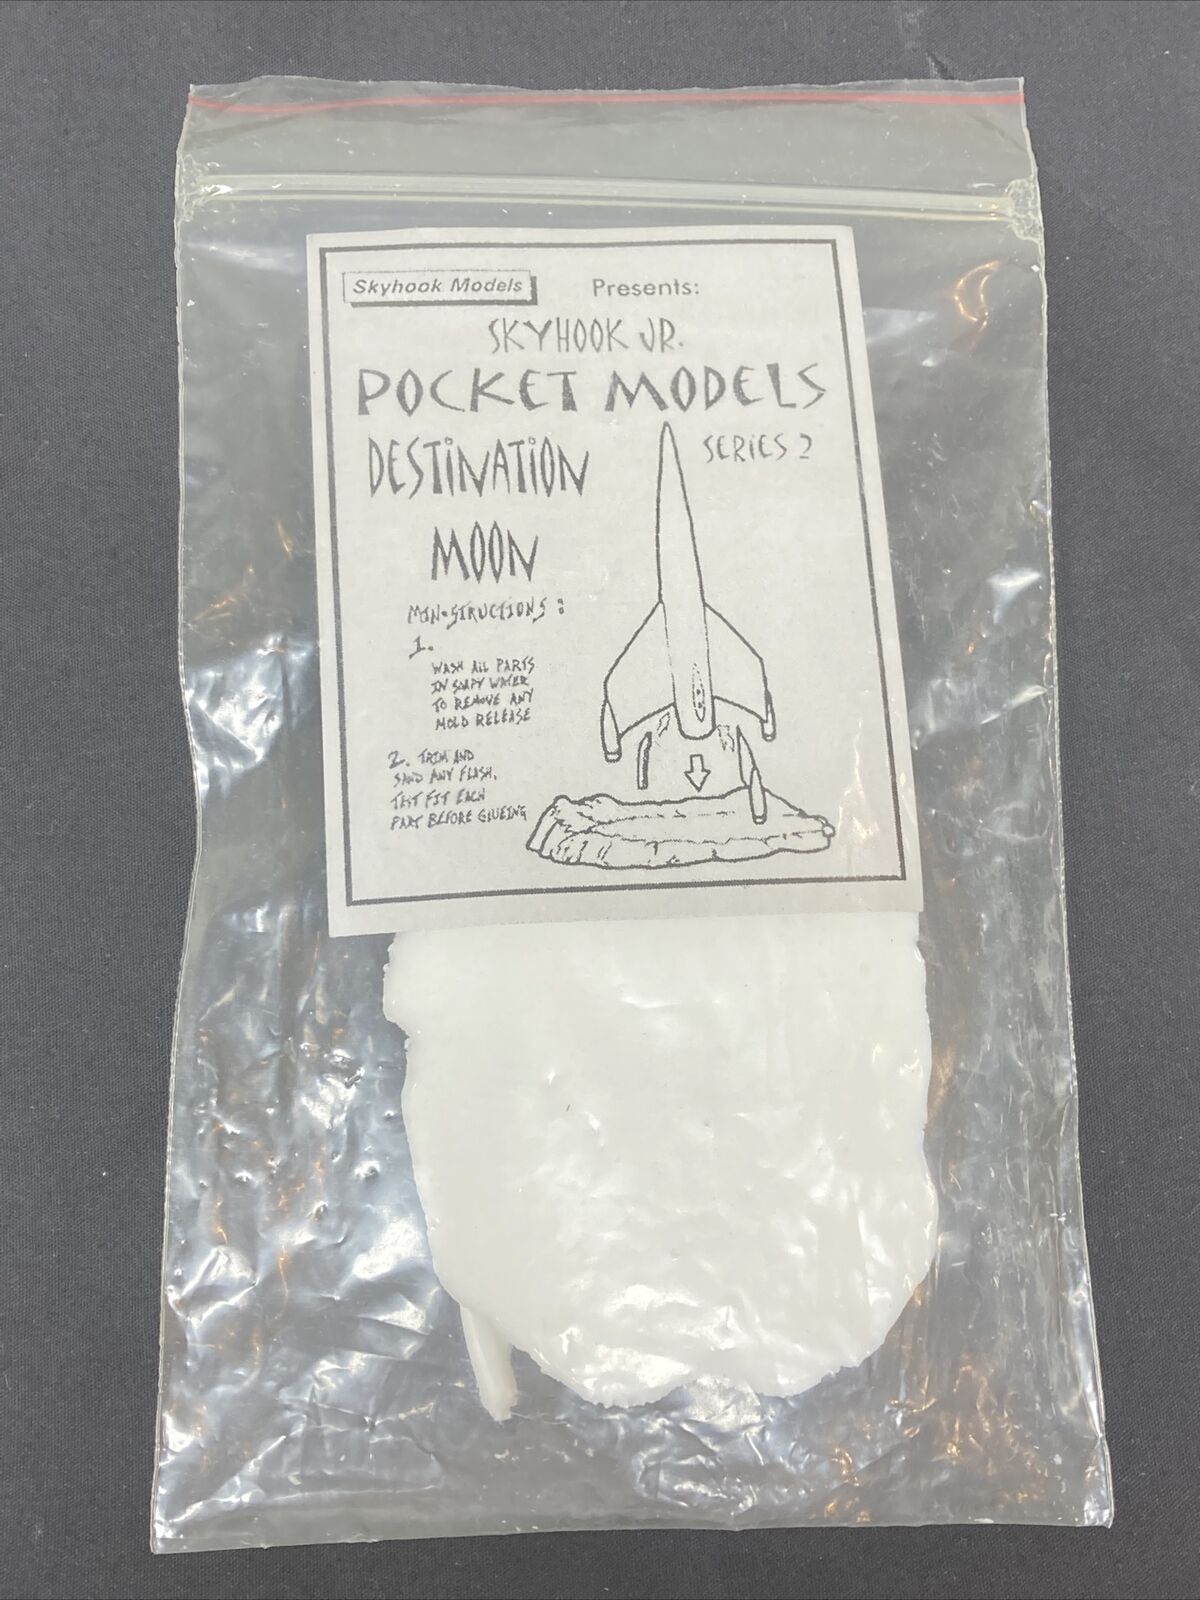 Skyhook Models Presents:
SKYHOOK JR.
POCKET MODELS
DESTiNATiON
SERiES 2
MOON
MIN-STRUCTIONS:
1.
WASH ALL PARTS
IN SOAPY WATER
TO REMOVE ANY
MOLD RELEASE
2. TRIM AND
SAND ANY FLASH.
TEST FIT EACH
PART BEFORE GLUEING